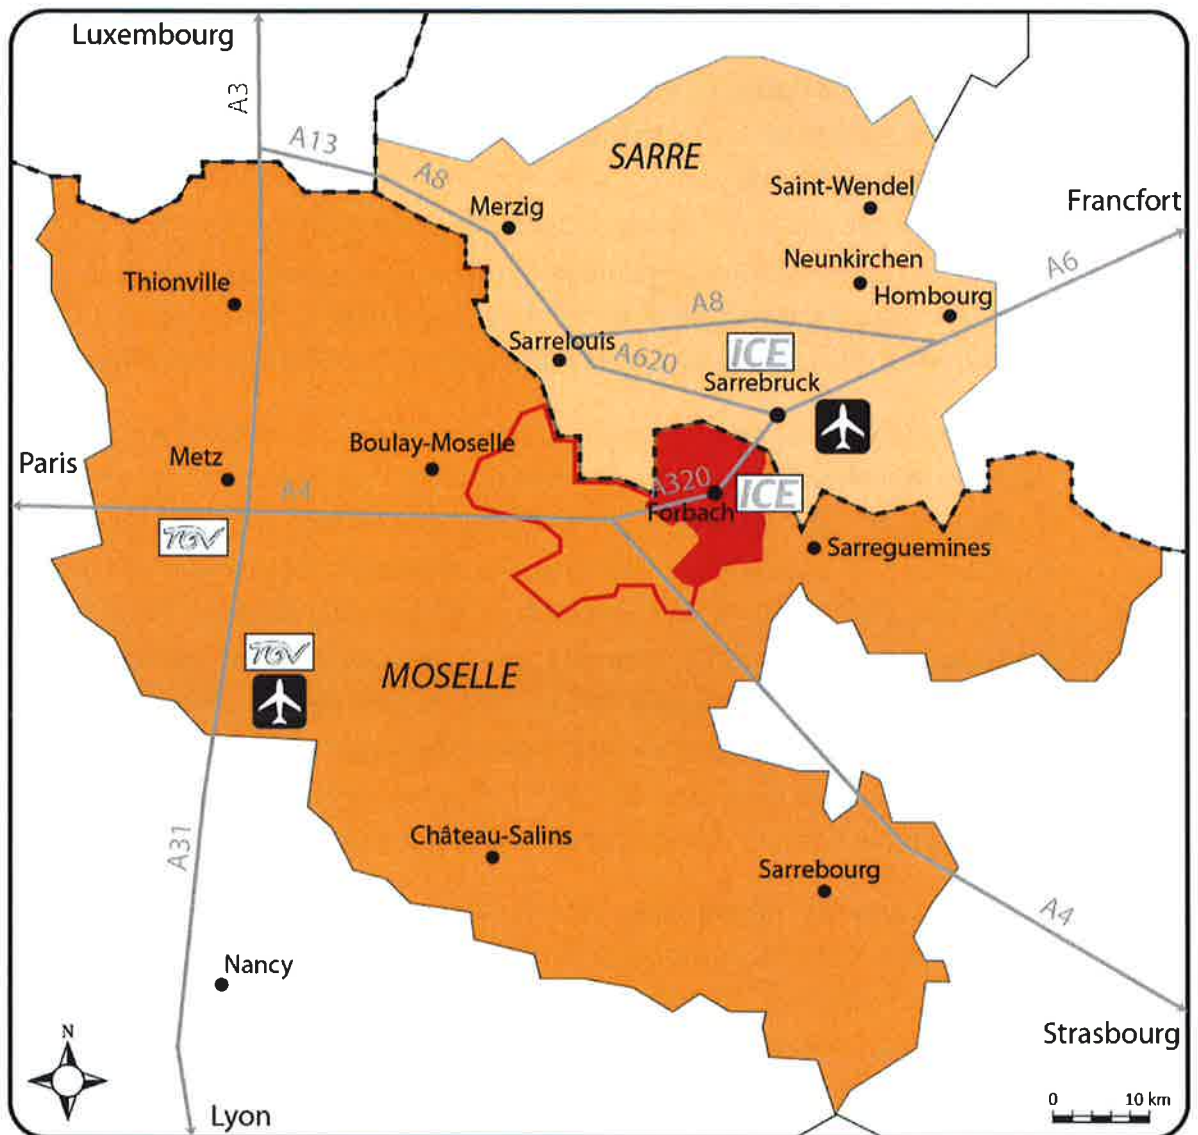 Luxembourg
A3
A13
A8
SARRE
Saint-Wendel
Merzig
Francfort
Neunkirchen
A6
Thionville
Hombourg
A8
Sarrelouis
A620
ICE
Sarrebruck
Boulay-Moselle
Metz
Paris
A4
A320
ICE
Forbach
TGV
Sarreguemines
TGV
MOSELLE
Château-Salins
A31
Sarrebourg
A4
Nancy
N
Strasbourg
0 10 km
Lyon